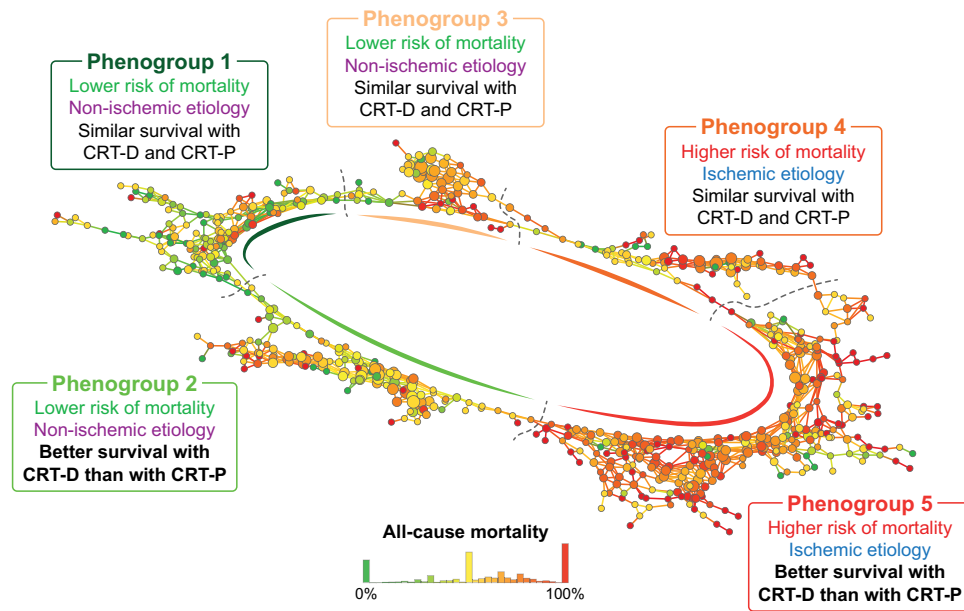 Phenogroup 1
Lower risk of mortality
Non-ischemic etiology
Similar survival with
CRT-D and CRT-P
Phenogroup 3
Lower risk of mortality
Non-ischemic etiology
Similar survival with
CRT-D and CRT-P
Phenogroup 4
Higher risk of mortality
Ischemic etiology
Similar survival with
CRT-D and CRT-P
Phenogroup 2
Lower risk of mortality
Non-ischemic etiology
Better survival with
CRT-D than with CRT-P
Phenogroup 5
Higher risk of mortality
Ischemic etiology
Better survival with
CRT-D than with CRT-P
All-cause mortality
0%
100%